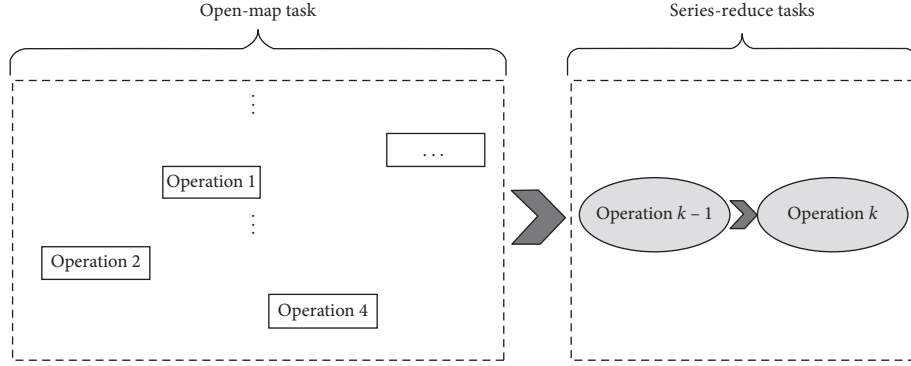 Open-map task
Series-reduce tasks
⋮
...
Operation 1
⋮
Operation 2
Operation 4
Operation k – 1
Operation k